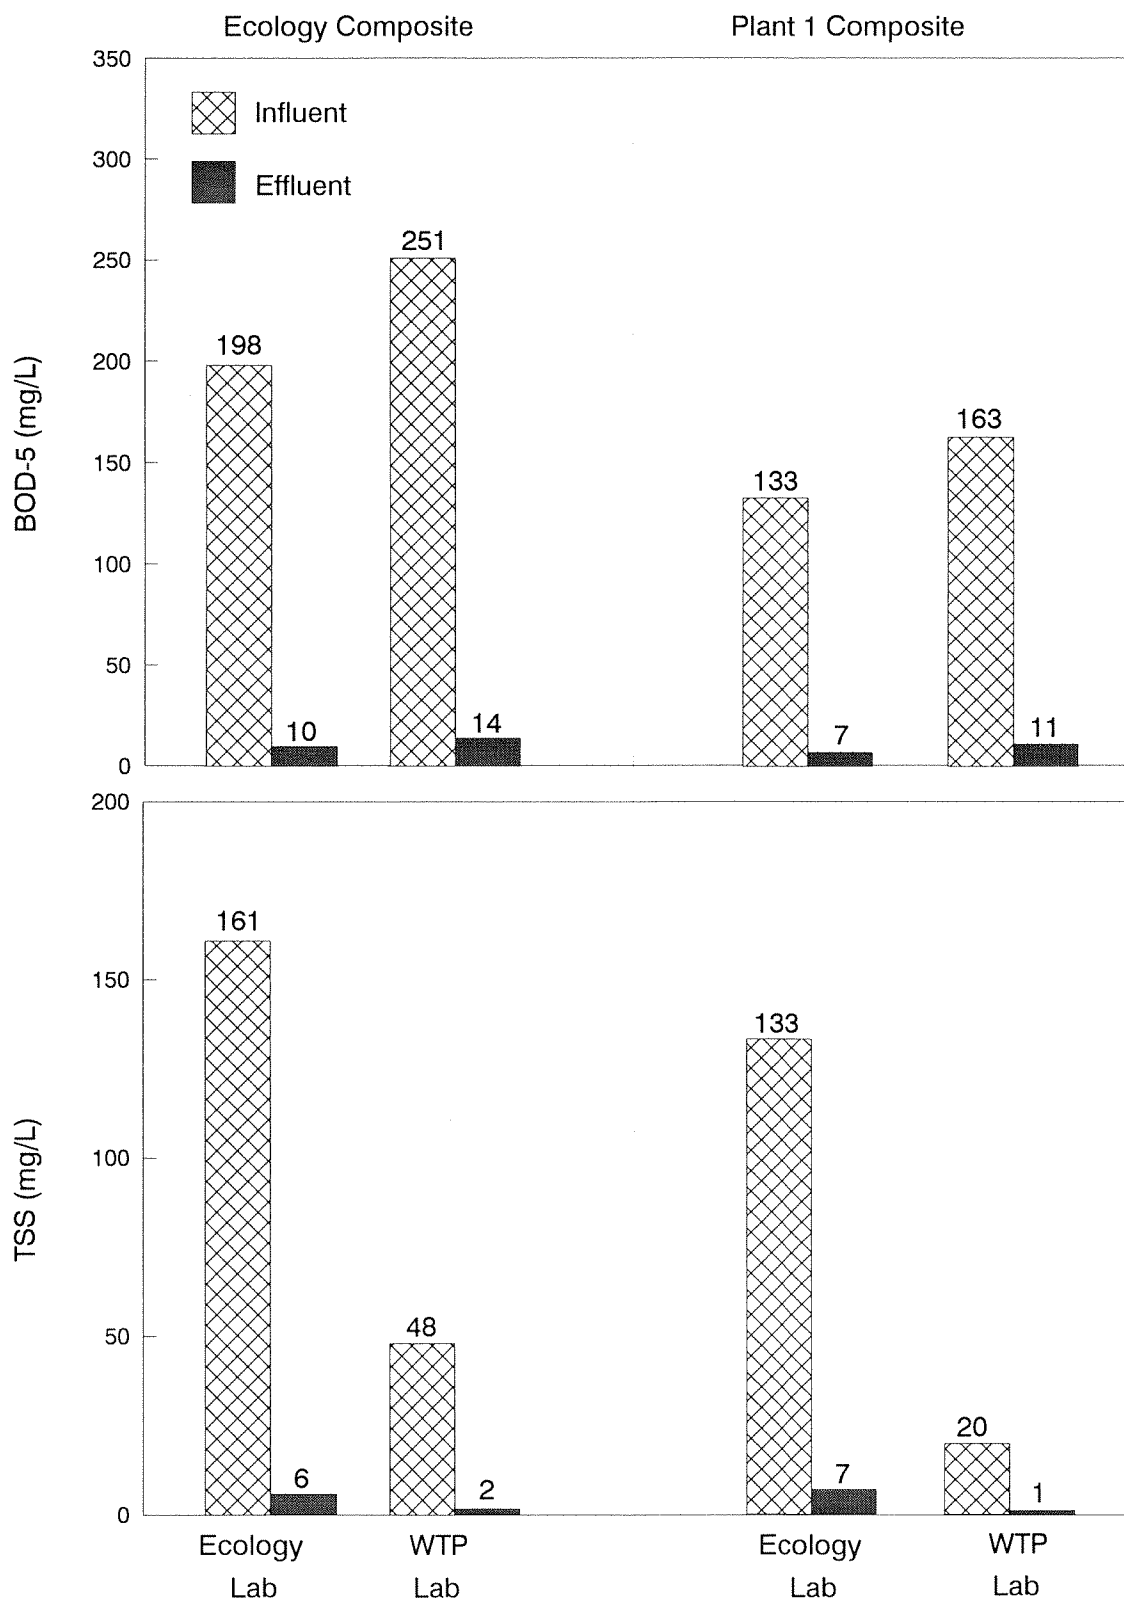 Ecology Composite Plant 1 Composite
350
Influent
300
Effluent
251
250
198
200
163
150
133
100
50
10 14 7 11
0
BOD-5 (mg/L)
200
161
150
133
100
50
48
20
6 2 7 1
0
TSS (mg/L)
Ecology WTP Ecology WTP
Lab Lab Lab Lab